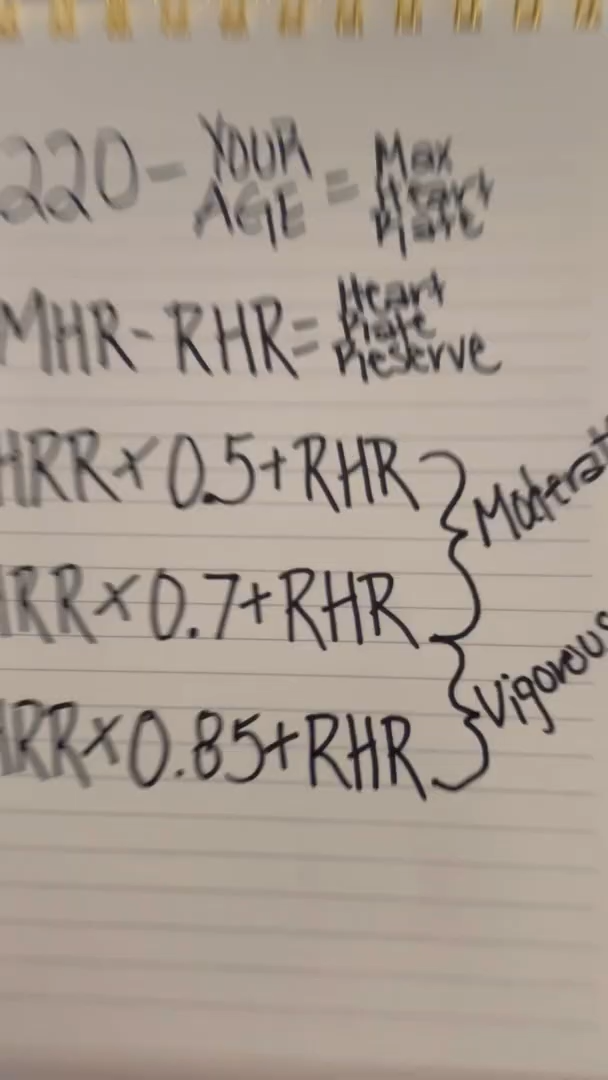 220 - YOUR AGE = Max Heart Rate
MHR - RHR = Heart Rate Reserve
HRR x 0.5 + RHR
HRR x 0.7 + RHR
HRR x 0.85 + RHR
Moderat
Vigorous